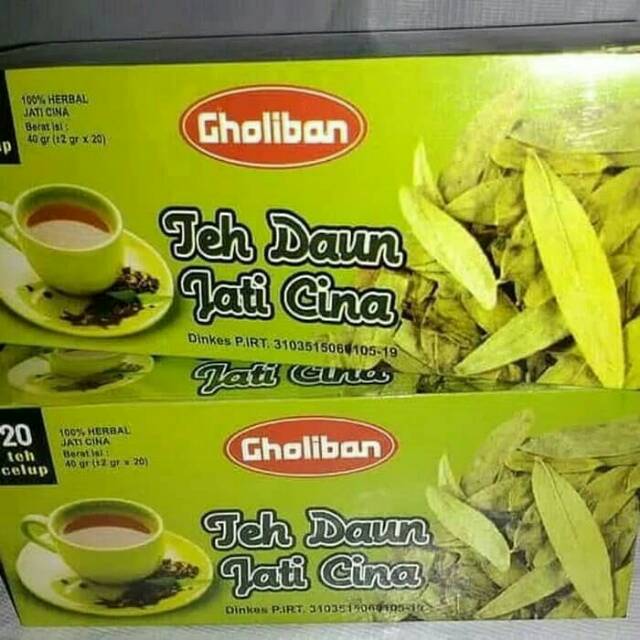 100% HERBAL
JATI CINA
Berat isi :
40 gr (±2 gr x 20)
Gholiban
Teh Daun
Jati Cina
Dinkes P.IRT.
Jati Cina
20
teh
celup
100% HERBAL
JATI CINA
Berat isi :
40 gr (±2 gr x 20)
Gholiban
Teh Daun
Jati Cina
Dinkes P.IRT.